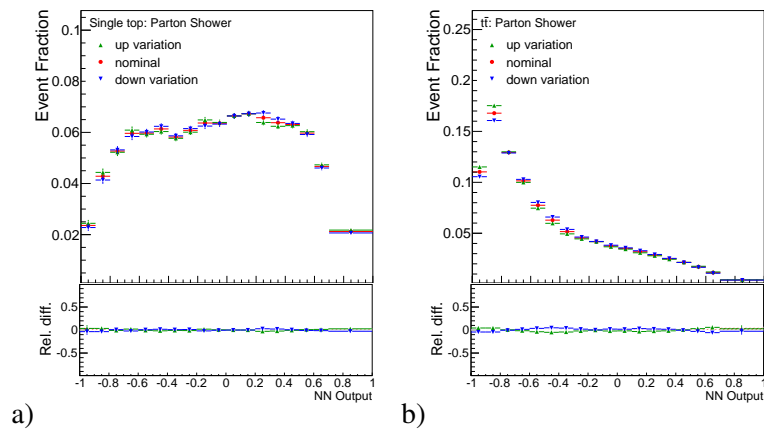 Single top: Parton Shower
up variation
nominal
down variation
Event Fraction
0.1
0.08
0.06
0.04
0.02
Rel. diff.
0.5
0
-0.5
-1 -0.8 -0.6 -0.4 -0.2 0 0.2 0.4 0.6 0.8 1
NN Output
a)
tt̄: Parton Shower
up variation
nominal
down variation
Event Fraction
0.25
0.2
0.15
0.1
0.05
Rel. diff.
0.5
0
-0.5
-1 -0.8 -0.6 -0.4 -0.2 0 0.2 0.4 0.6 0.8 1
NN Output
b)